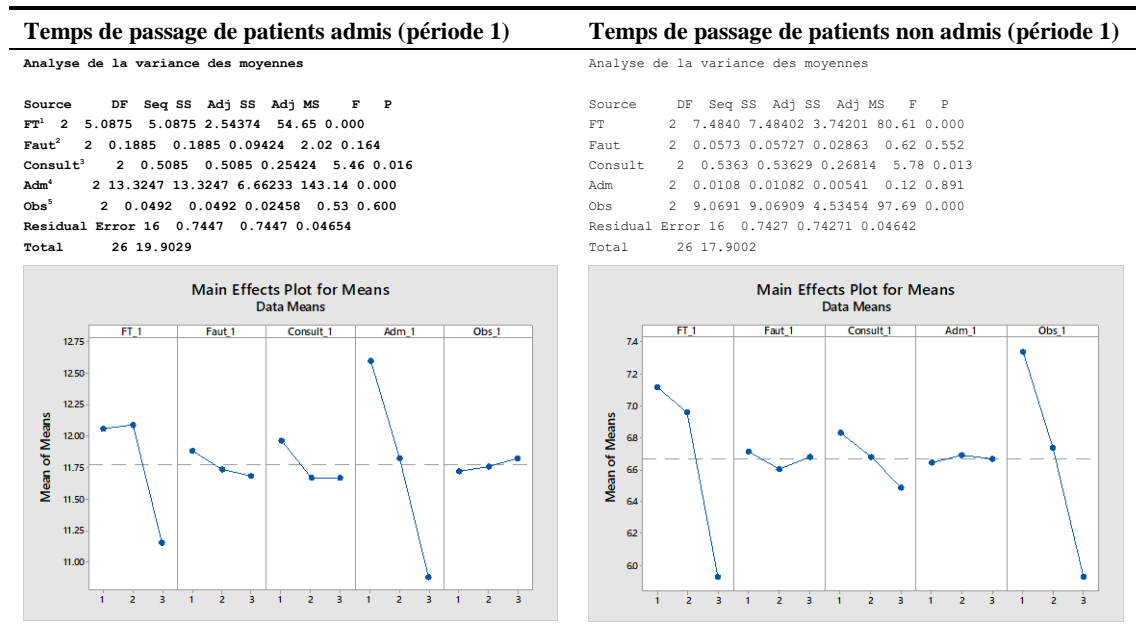 Temps de passage de patients admis (période 1)
Analyse de la variance des moyennes
Source DF Seq SS Adj SS Adj MS F P
FT¹ 2 5.0875 5.0875 2.54374 54.65 0.000
Faut² 2 0.1885 0.1885 0.09424 2.02 0.164
Consult³ 2 0.5085 0.5085 0.25424 5.46 0.016
Adm⁴ 2 13.3247 13.3247 6.66233 143.14 0.000
Obs⁵ 2 0.0492 0.0492 0.02458 0.53 0.600
Residual Error 16 0.7447 0.7447 0.04654
Total 26 19.9029
Main Effects Plot for Means
Data Means
FT_1 Faut_1 Consult_1 Adm_1 Obs_1
Mean of Means
12.75
12.50
12.25
12.00
11.75
11.50
11.25
11.00
1 2 3 1 2 3 1 2 3 1 2 3 1 2 3
Temps de passage de patients non admis (période 1)
Analyse de la variance des moyennes
Source DF Seq SS Adj SS Adj MS F P
FT 2 7.4840 7.48402 3.74201 80.61 0.000
Faut 2 0.0573 0.05727 0.02863 0.62 0.552
Consult 2 0.5363 0.53629 0.26814 5.78 0.013
Adm 2 0.0108 0.01082 0.00541 0.12 0.891
Obs 2 9.0691 9.06909 4.53454 97.69 0.000
Residual Error 16 0.7427 0.74271 0.04642
Total 26 17.9002
Main Effects Plot for Means
Data Means
FT_1 Faut_1 Consult_1 Adm_1 Obs_1
Mean of Means
7.4
7.2
7.0
6.8
6.6
6.4
6.2
6.0
1 2 3 1 2 3 1 2 3 1 2 3 1 2 3